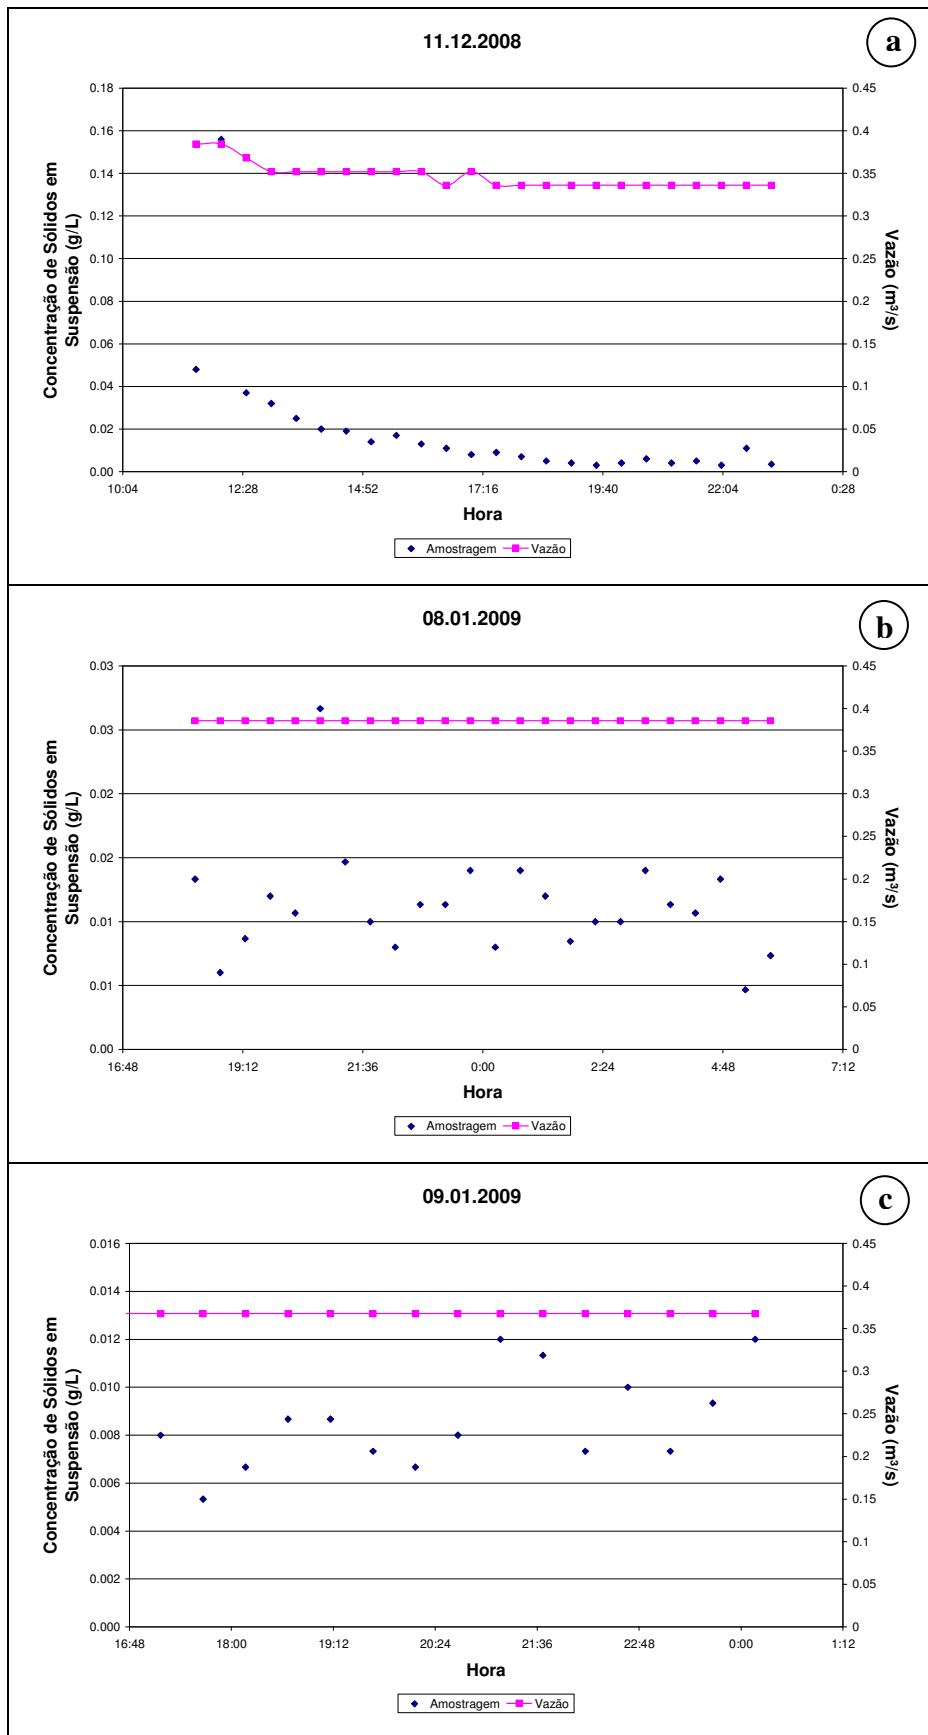 11.12.2008
a
0.18 0.45
0.16 0.4
0.14 0.35
0.12 0.3
0.10 0.25
0.08 0.2
0.06 0.15
0.04 0.1
0.02 0.05
0.00 0
Concentração de Sólidos em
Suspensão (g/L)
Vazão (m³/s)
10:04 12:28 14:52 17:16 19:40 22:04 0:28
Hora
Amostragem Vazão
08.01.2009
b
0.03 0.45
0.4
0.03 0.35
0.02 0.3
0.25
0.02 0.2
0.01 0.15
0.1
0.01 0.05
0.00 0
Concentração de Sólidos em
Suspensão (g/L)
Vazão (m³/s)
16:48 19:12 21:36 0:00 2:24 4:48 7:12
Hora
Amostragem Vazão
09.01.2009
c
0.016 0.45
0.014 0.4
0.012 0.35
0.3
0.010 0.25
0.008 0.2
0.006 0.15
0.004 0.1
0.002 0.05
0.000 0
Concentração de Sólidos em
Suspensão (g/L)
Vazão (m³/s)
16:48 18:00 19:12 20:24 21:36 22:48 0:00 1:12
Hora
Amostragem Vazão